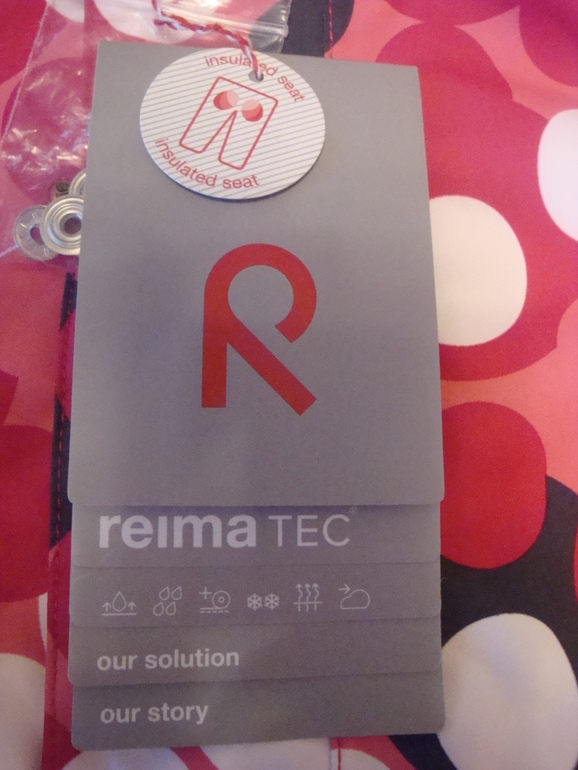 insulated seat
insulated seat
R
reima TEC®
our solution
our story